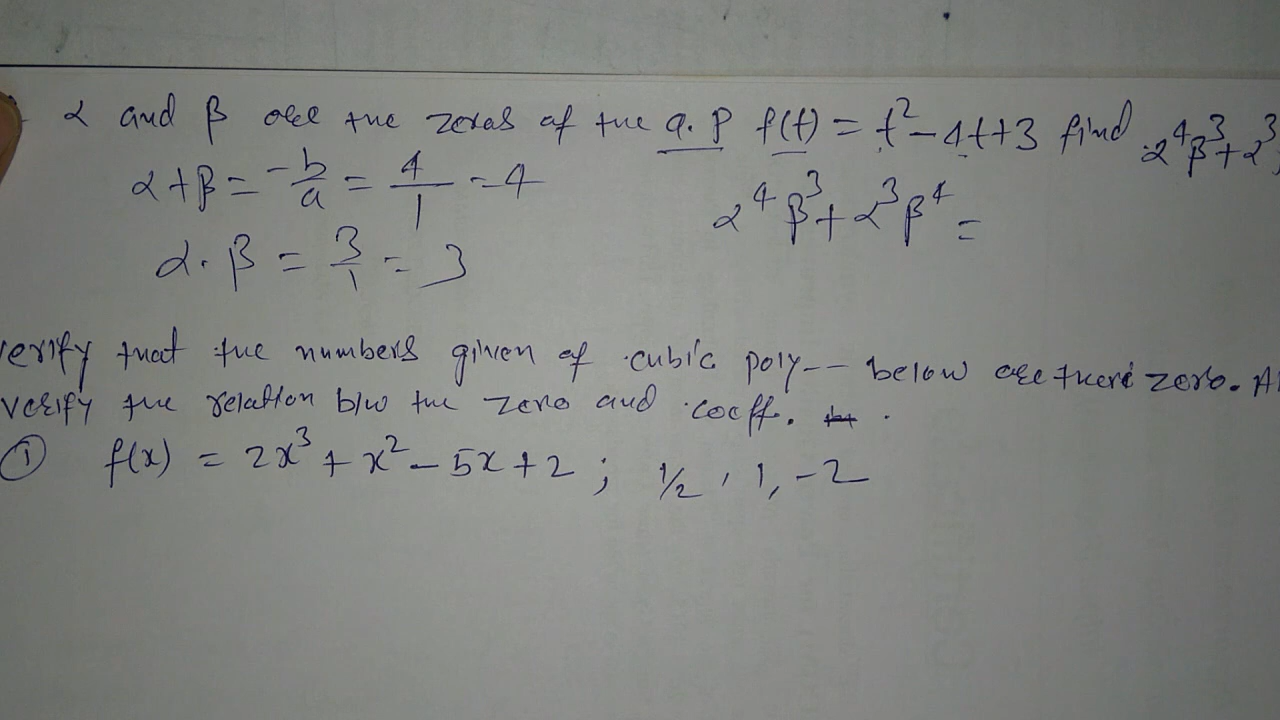 α and β are the zeros of the q. p f(t) = t² - 4t+3 find α⁴β³+α³
α+β = -b/a = 4/1 = 4
α⁴β³+α³β⁴ =
α.β = 3/1 = 3
verify that the numbers given of cubic poly-- below are there zero. Al
verify the relation b/w the zero and coeff. .
① f(x) = 2x³ + x² - 5x + 2 ; 1/2 , 1, -2